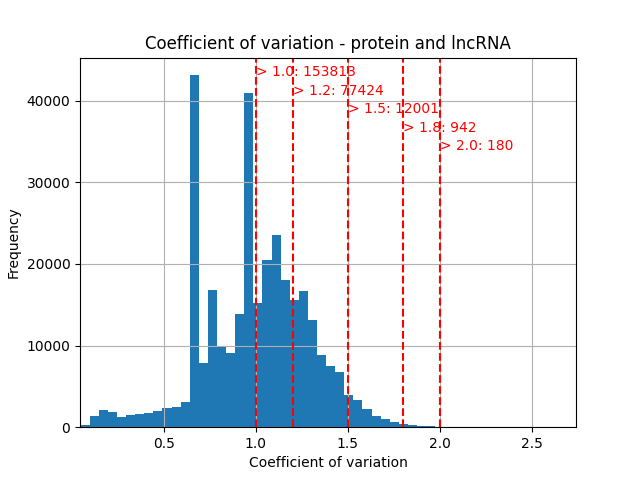 Coefficient of variation - protein and lncRNA
> 1.0: 153813
> 1.2: 77424
> 1.5: 12001
> 1.8: 942
> 2.0: 180
40000
30000
20000
10000
0
Frequency
0.5 1.0 1.5 2.0 2.5
Coefficient of variation